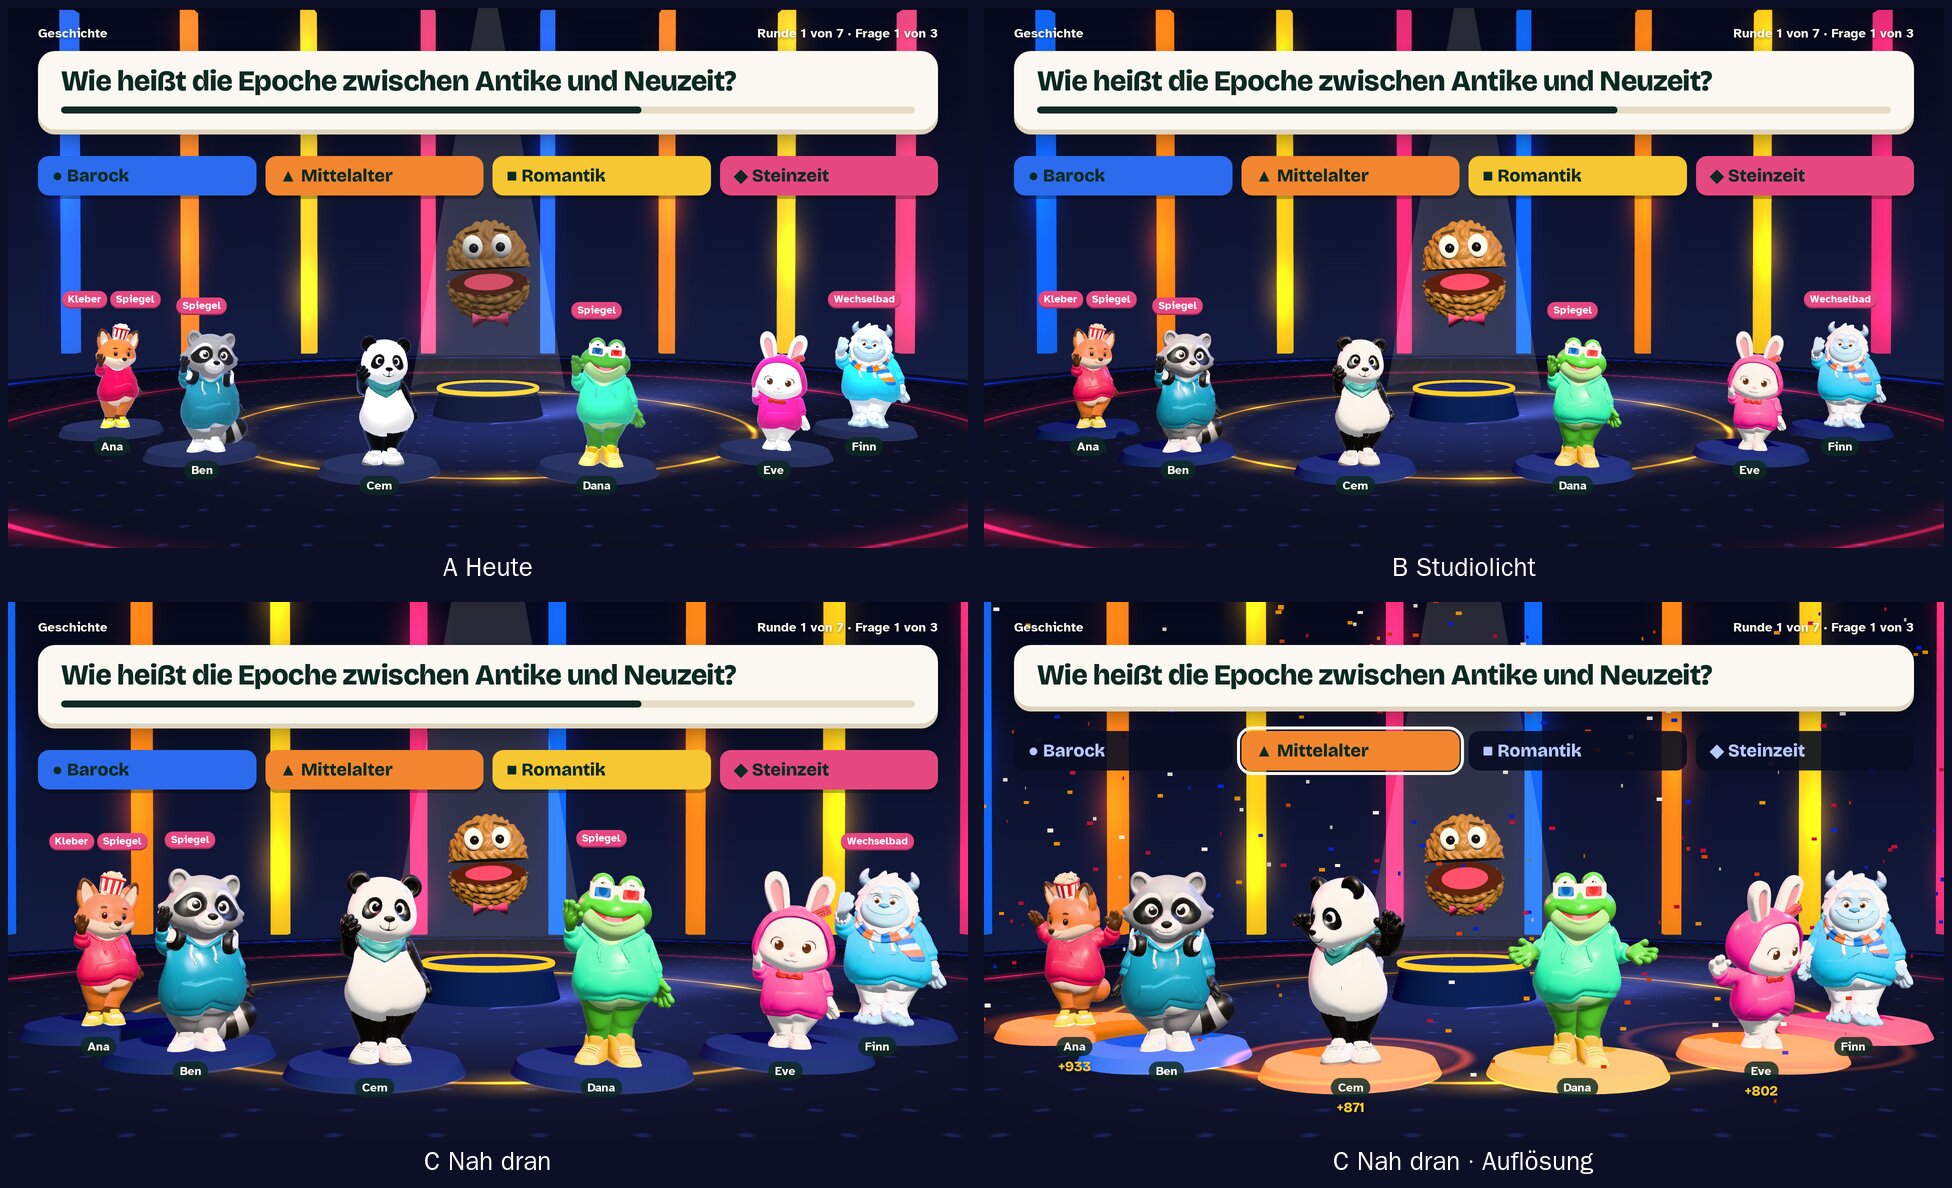 Geschichte
Runde 1 von 7 · Frage 1 von 3
Wie heißt die Epoche zwischen Antike und Neuzeit?
● Barock
▲ Mittelalter
■ Romantik
◆ Steinzeit
Kleber
Spiegel
Spiegel
Spiegel
Wechselbad
Ana
Ben
Cem
Dana
Eve
Finn
A Heute
Geschichte
Runde 1 von 7 · Frage 1 von 3
Wie heißt die Epoche zwischen Antike und Neuzeit?
● Barock
▲ Mittelalter
■ Romantik
◆ Steinzeit
Kleber
Spiegel
Spiegel
Spiegel
Wechselbad
Ana
Ben
Cem
Dana
Eve
Finn
B Studiolicht
Geschichte
Runde 1 von 7 · Frage 1 von 3
Wie heißt die Epoche zwischen Antike und Neuzeit?
● Barock
▲ Mittelalter
■ Romantik
◆ Steinzeit
Kleber
Spiegel
Spiegel
Spiegel
Wechselbad
Ana
Ben
Cem
Dana
Eve
Finn
C Nah dran
Geschichte
Runde 1 von 7 · Frage 1 von 3
Wie heißt die Epoche zwischen Antike und Neuzeit?
● Barock
▲ Mittelalter
■ Romantik
◆ Steinzeit
Ana
+933
Ben
Cem
+871
Dana
Eve
+802
Finn
C Nah dran · Auflösung